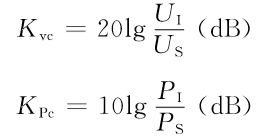 K_vc = 20lg U_I/U_S (dB)
K_Pc = 10lg P_I/P_S (dB)